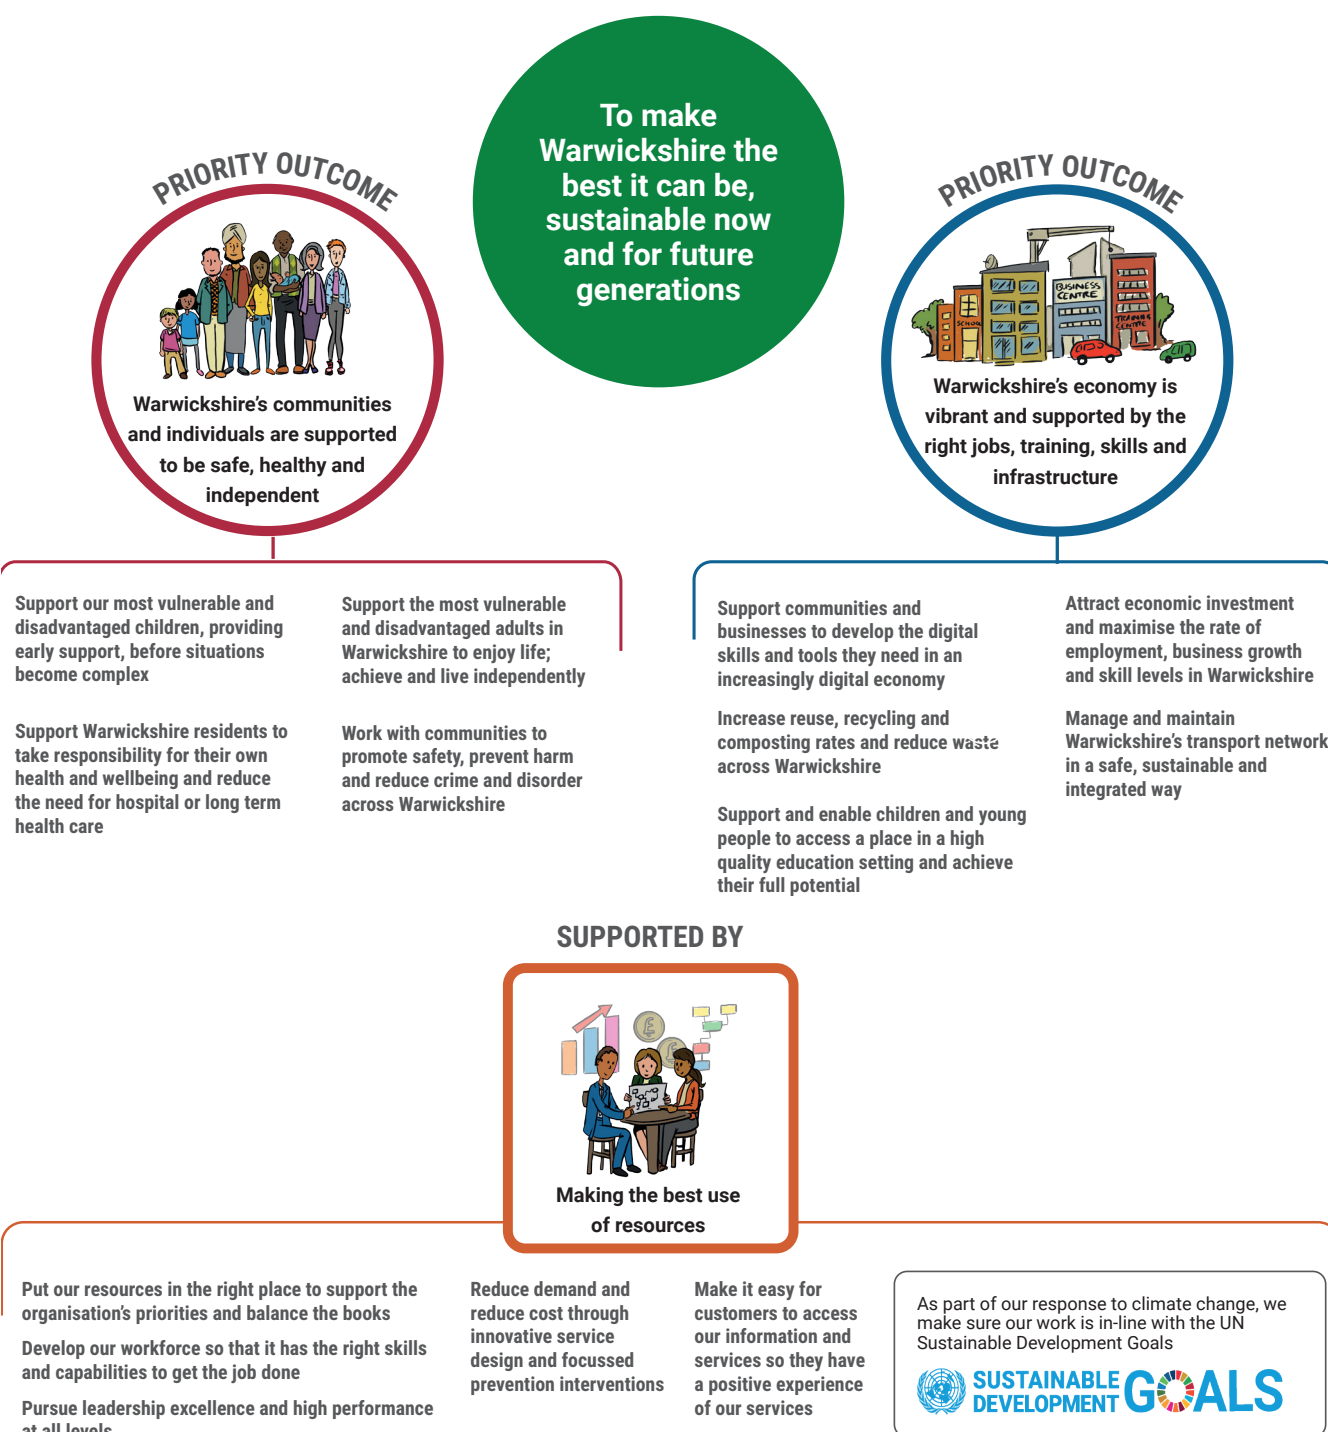 To make
Warwickshire the
best it can be,
sustainable now
and for future
generations
PRIORITY OUTCOME
Warwickshire’s communities
and individuals are supported
to be safe, healthy and
independent
PRIORITY OUTCOME
SCHOOL
BUSINESS
CENTRE
TRAINING
CENTRE
Warwickshire’s economy is
vibrant and supported by the
right jobs, training, skills and
infrastructure
Support our most vulnerable and
disadvantaged children, providing
early support, before situations
become complex
Support Warwickshire residents to
take responsibility for their own
health and wellbeing and reduce
the need for hospital or long term
health care
Support the most vulnerable
and disadvantaged adults in
Warwickshire to enjoy life;
achieve and live independently
Work with communities to
promote safety, prevent harm
and reduce crime and disorder
across Warwickshire
Support communities and
businesses to develop the digital
skills and tools they need in an
increasingly digital economy
Increase reuse, recycling and
composting rates and reduce waste
across Warwickshire
Support and enable children and young
people to access a place in a high
quality education setting and achieve
their full potential
Attract economic investment
and maximise the rate of
employment, business growth
and skill levels in Warwickshire
Manage and maintain
Warwickshire’s transport network
in a safe, sustainable and
integrated way
SUPPORTED BY
£
£
Making the best use
of resources
Put our resources in the right place to support the
organisation’s priorities and balance the books
Develop our workforce so that it has the right skills
and capabilities to get the job done
Pursue leadership excellence and high performance
at all levels
Reduce demand and
reduce cost through
innovative service
design and focussed
prevention interventions
Make it easy for
customers to access
our information and
services so they have
a positive experience
of our services
As part of our response to climate change, we
make sure our work is in-line with the UN
Sustainable Development Goals
SUSTAINABLE
DEVELOPMENT GOALS